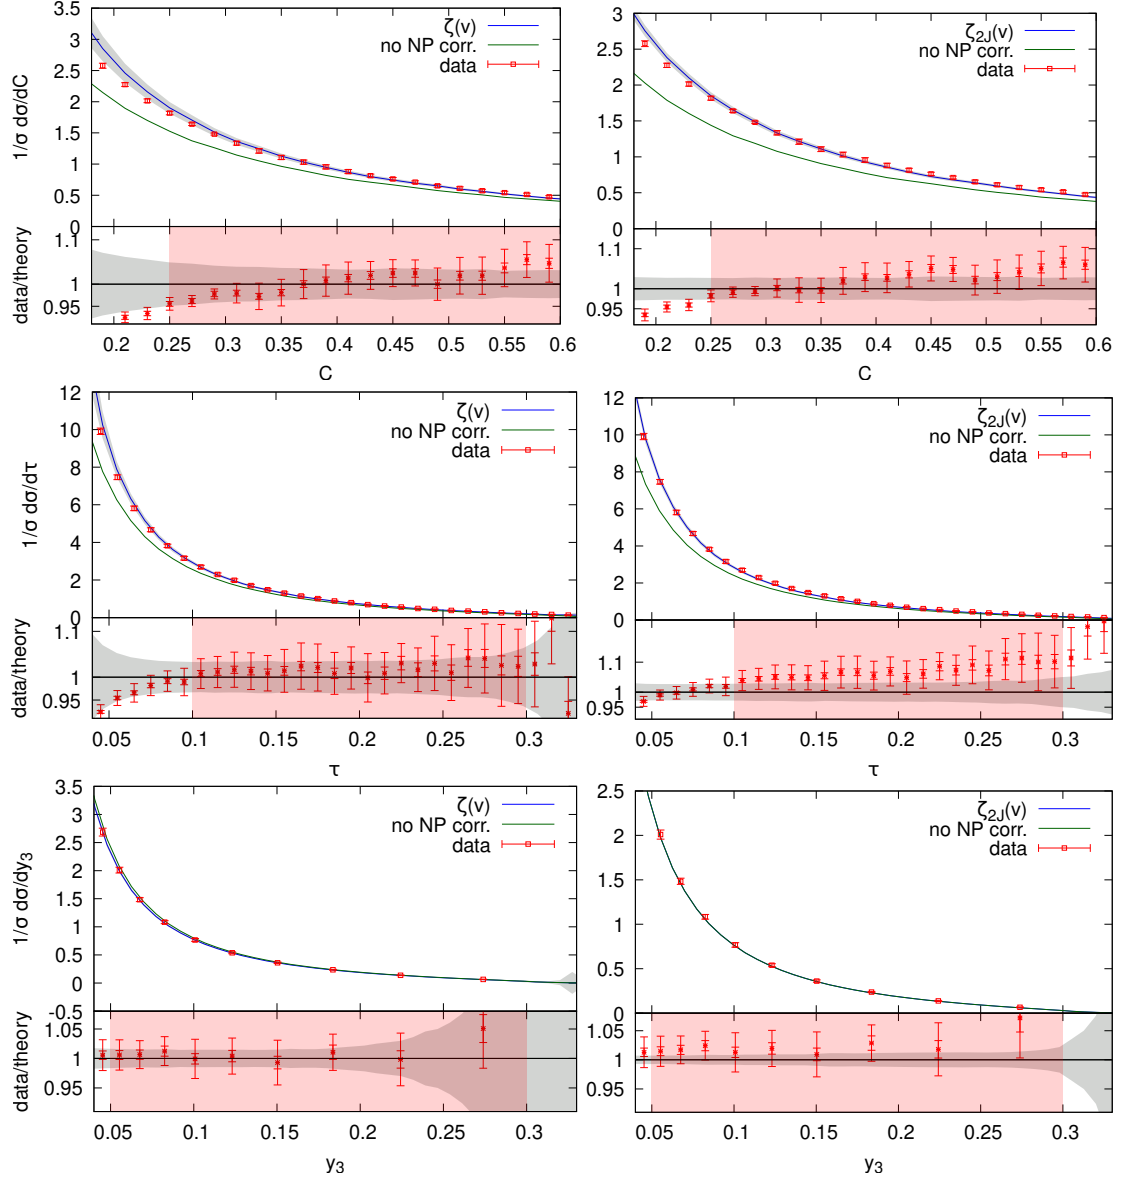 3.5
3
2.5
2
1.5
1
0.5
0
1/σ dσ/dC
ζ(v)
no NP corr.
data
1.1
1
0.95
data/theory
0.2 0.25 0.3 0.35 0.4 0.45 0.5 0.55 0.6
C
3
2.5
2
1.5
1
0.5
0
ζ2J(v)
no NP corr.
data
1.1
1
0.95
0.2 0.25 0.3 0.35 0.4 0.45 0.5 0.55 0.6
C
12
10
8
6
4
2
0
1/σ dσ/dτ
ζ(v)
no NP corr.
data
1.1
1
0.95
data/theory
0.05 0.1 0.15 0.2 0.25 0.3
τ
12
10
8
6
4
2
0
ζ2J(v)
no NP corr.
data
1.10
1
0.95
0.05 0.1 0.15 0.2 0.25 0.3
τ
3.5
3
2.5
2
1.5
1
0.5
0
-0.5
1/σ dσ/dy3
ζ(v)
no NP corr.
data
1.05
1
0.95
data/theory
0.05 0.1 0.15 0.2 0.25 0.3
y3
2.5
2
1.5
1
0.5
0
ζ2J(v)
no NP corr.
data
1.05
1
0.95
0.05 0.1 0.15 0.2 0.25 0.3
y3